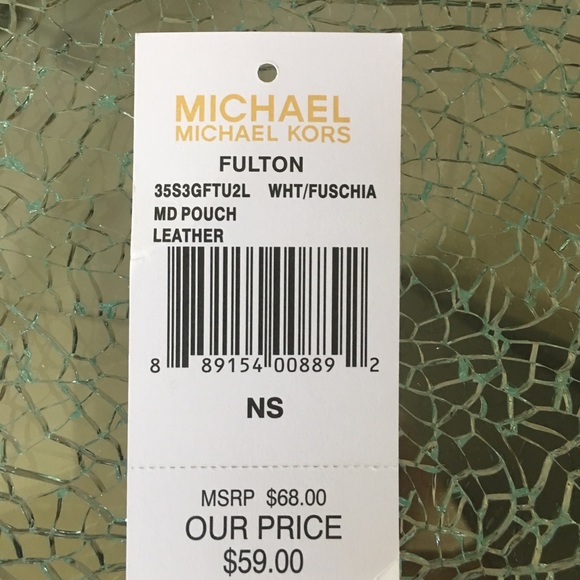 MICHAEL
MICHAEL KORS
FULTON
35S3GFTU2L WHT/FUSCHIA
MD POUCH
LEATHER
8 89154 00889 2
NS
MSRP $68.00
OUR PRICE
$59.00